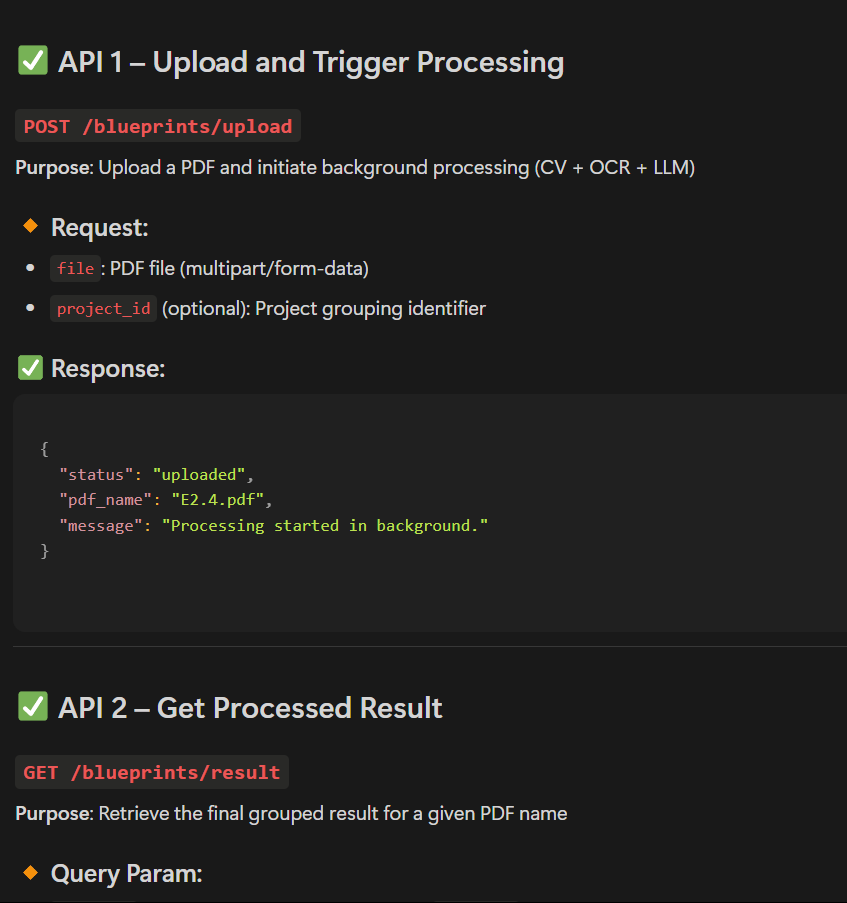 ✅ API 1 – Upload and Trigger Processing
POST /blueprints/upload
Purpose: Upload a PDF and initiate background processing (CV + OCR + LLM)
🔸 Request:
• file: PDF file (multipart/form-data)
• project_id (optional): Project grouping identifier
✅ Response:
{
  "status": "uploaded",
  "pdf_name": "E2.4.pdf",
  "message": "Processing started in background."
}
✅ API 2 – Get Processed Result
GET /blueprints/result
Purpose: Retrieve the final grouped result for a given PDF name
🔸 Query Param: